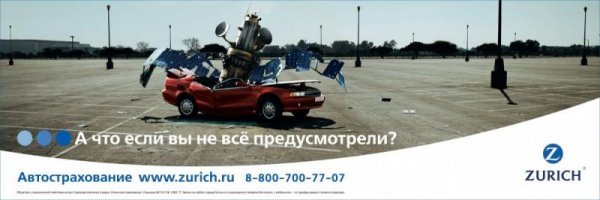 А что если вы не всё предусмотрели?
Автострахование www.zurich.ru 8-800-700-77-07
Z
ZURICH®